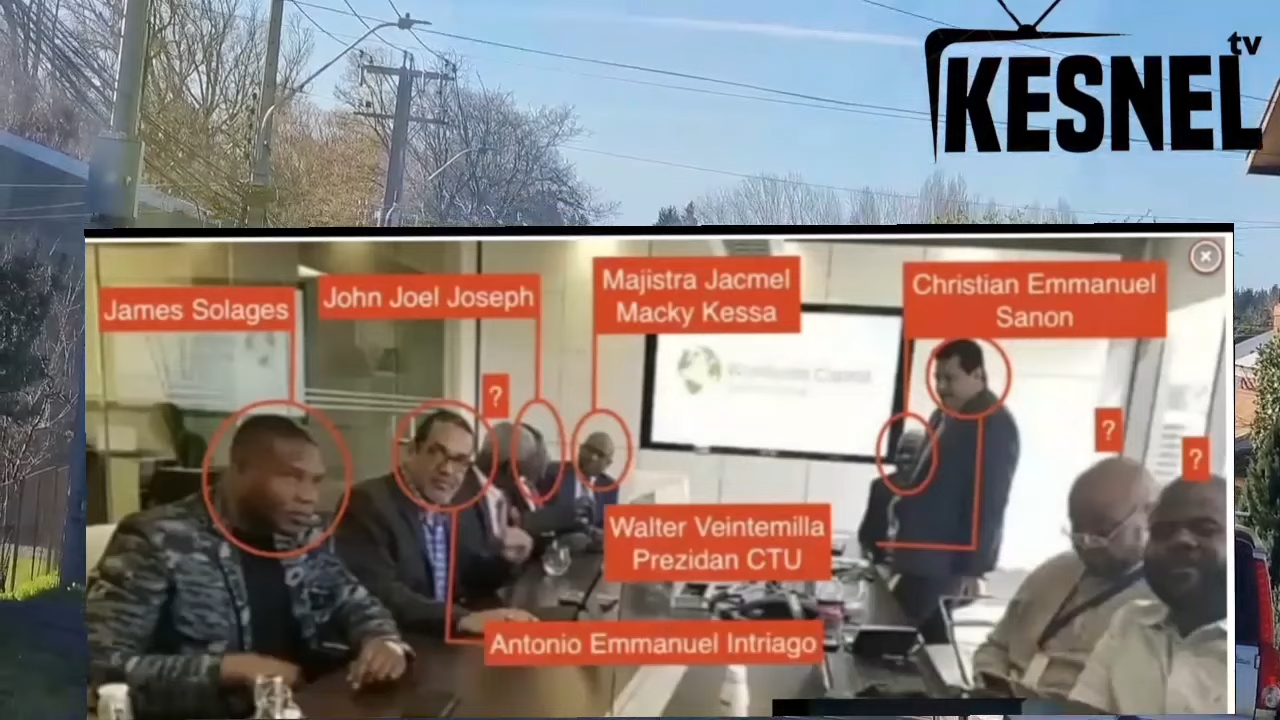 tv
KESNEL
James Solages
John Joel Joseph
Majistra Jacmel
Macky Kessa
Christian Emmanuel
Sanon
?
?
?
Walter Veintemilla
Prezidan CTU
Antonio Emmanuel Intriago